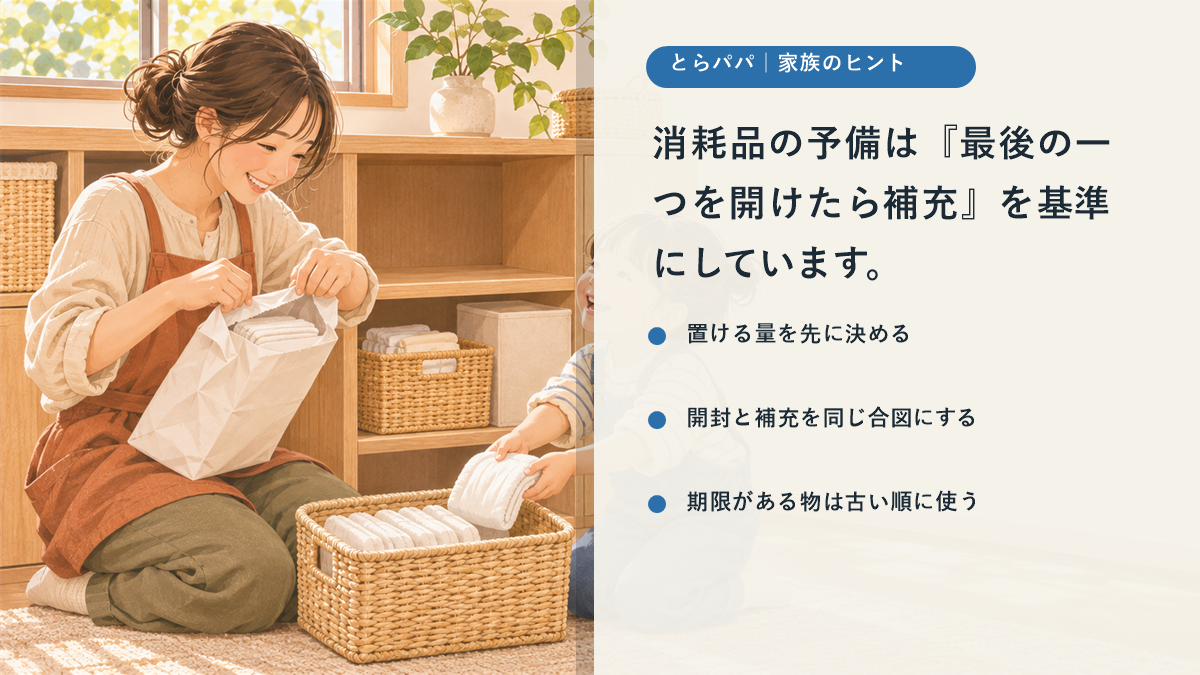 とらパパ｜家族のヒント
消耗品の予備は『最後の一
つを開けたら補充』を基準
にしています。
置ける量を先に決める
開封と補充を同じ合図にする
期限がある物は古い順に使う